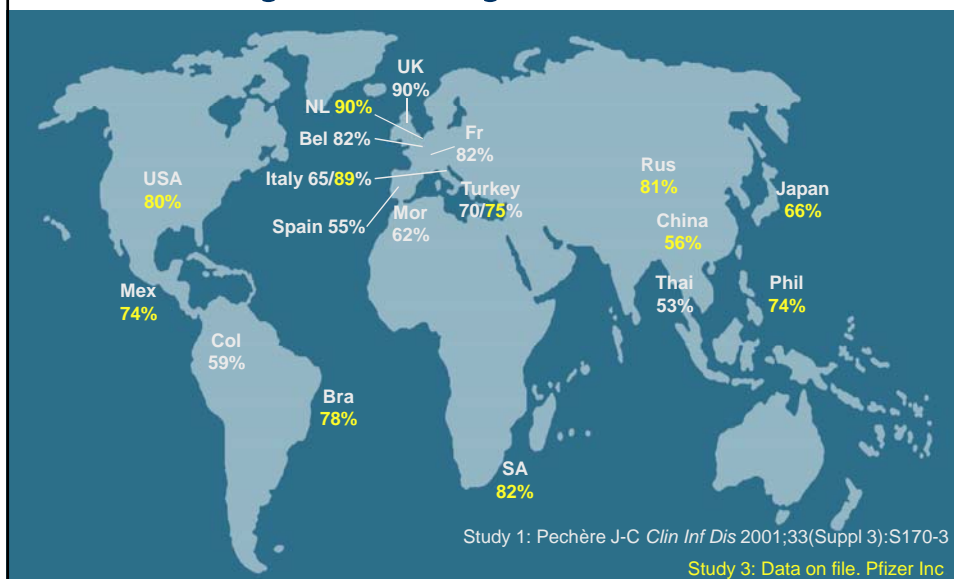 UK
90%
NL 90%
Bel 82%
Fr
82%
Italy 65/89%
Spain 55%
Mor
62%
Turkey
70/75%
USA
80%
Rus
81%
Japan
66%
China
56%
Thai
53%
Phil
74%
Mex
74%
Col
59%
Bra
78%
SA
82%
Study 1: Pechère J-C Clin Inf Dis 2001;33(Suppl 3):S170-3
Study 3: Data on file. Pfizer Inc